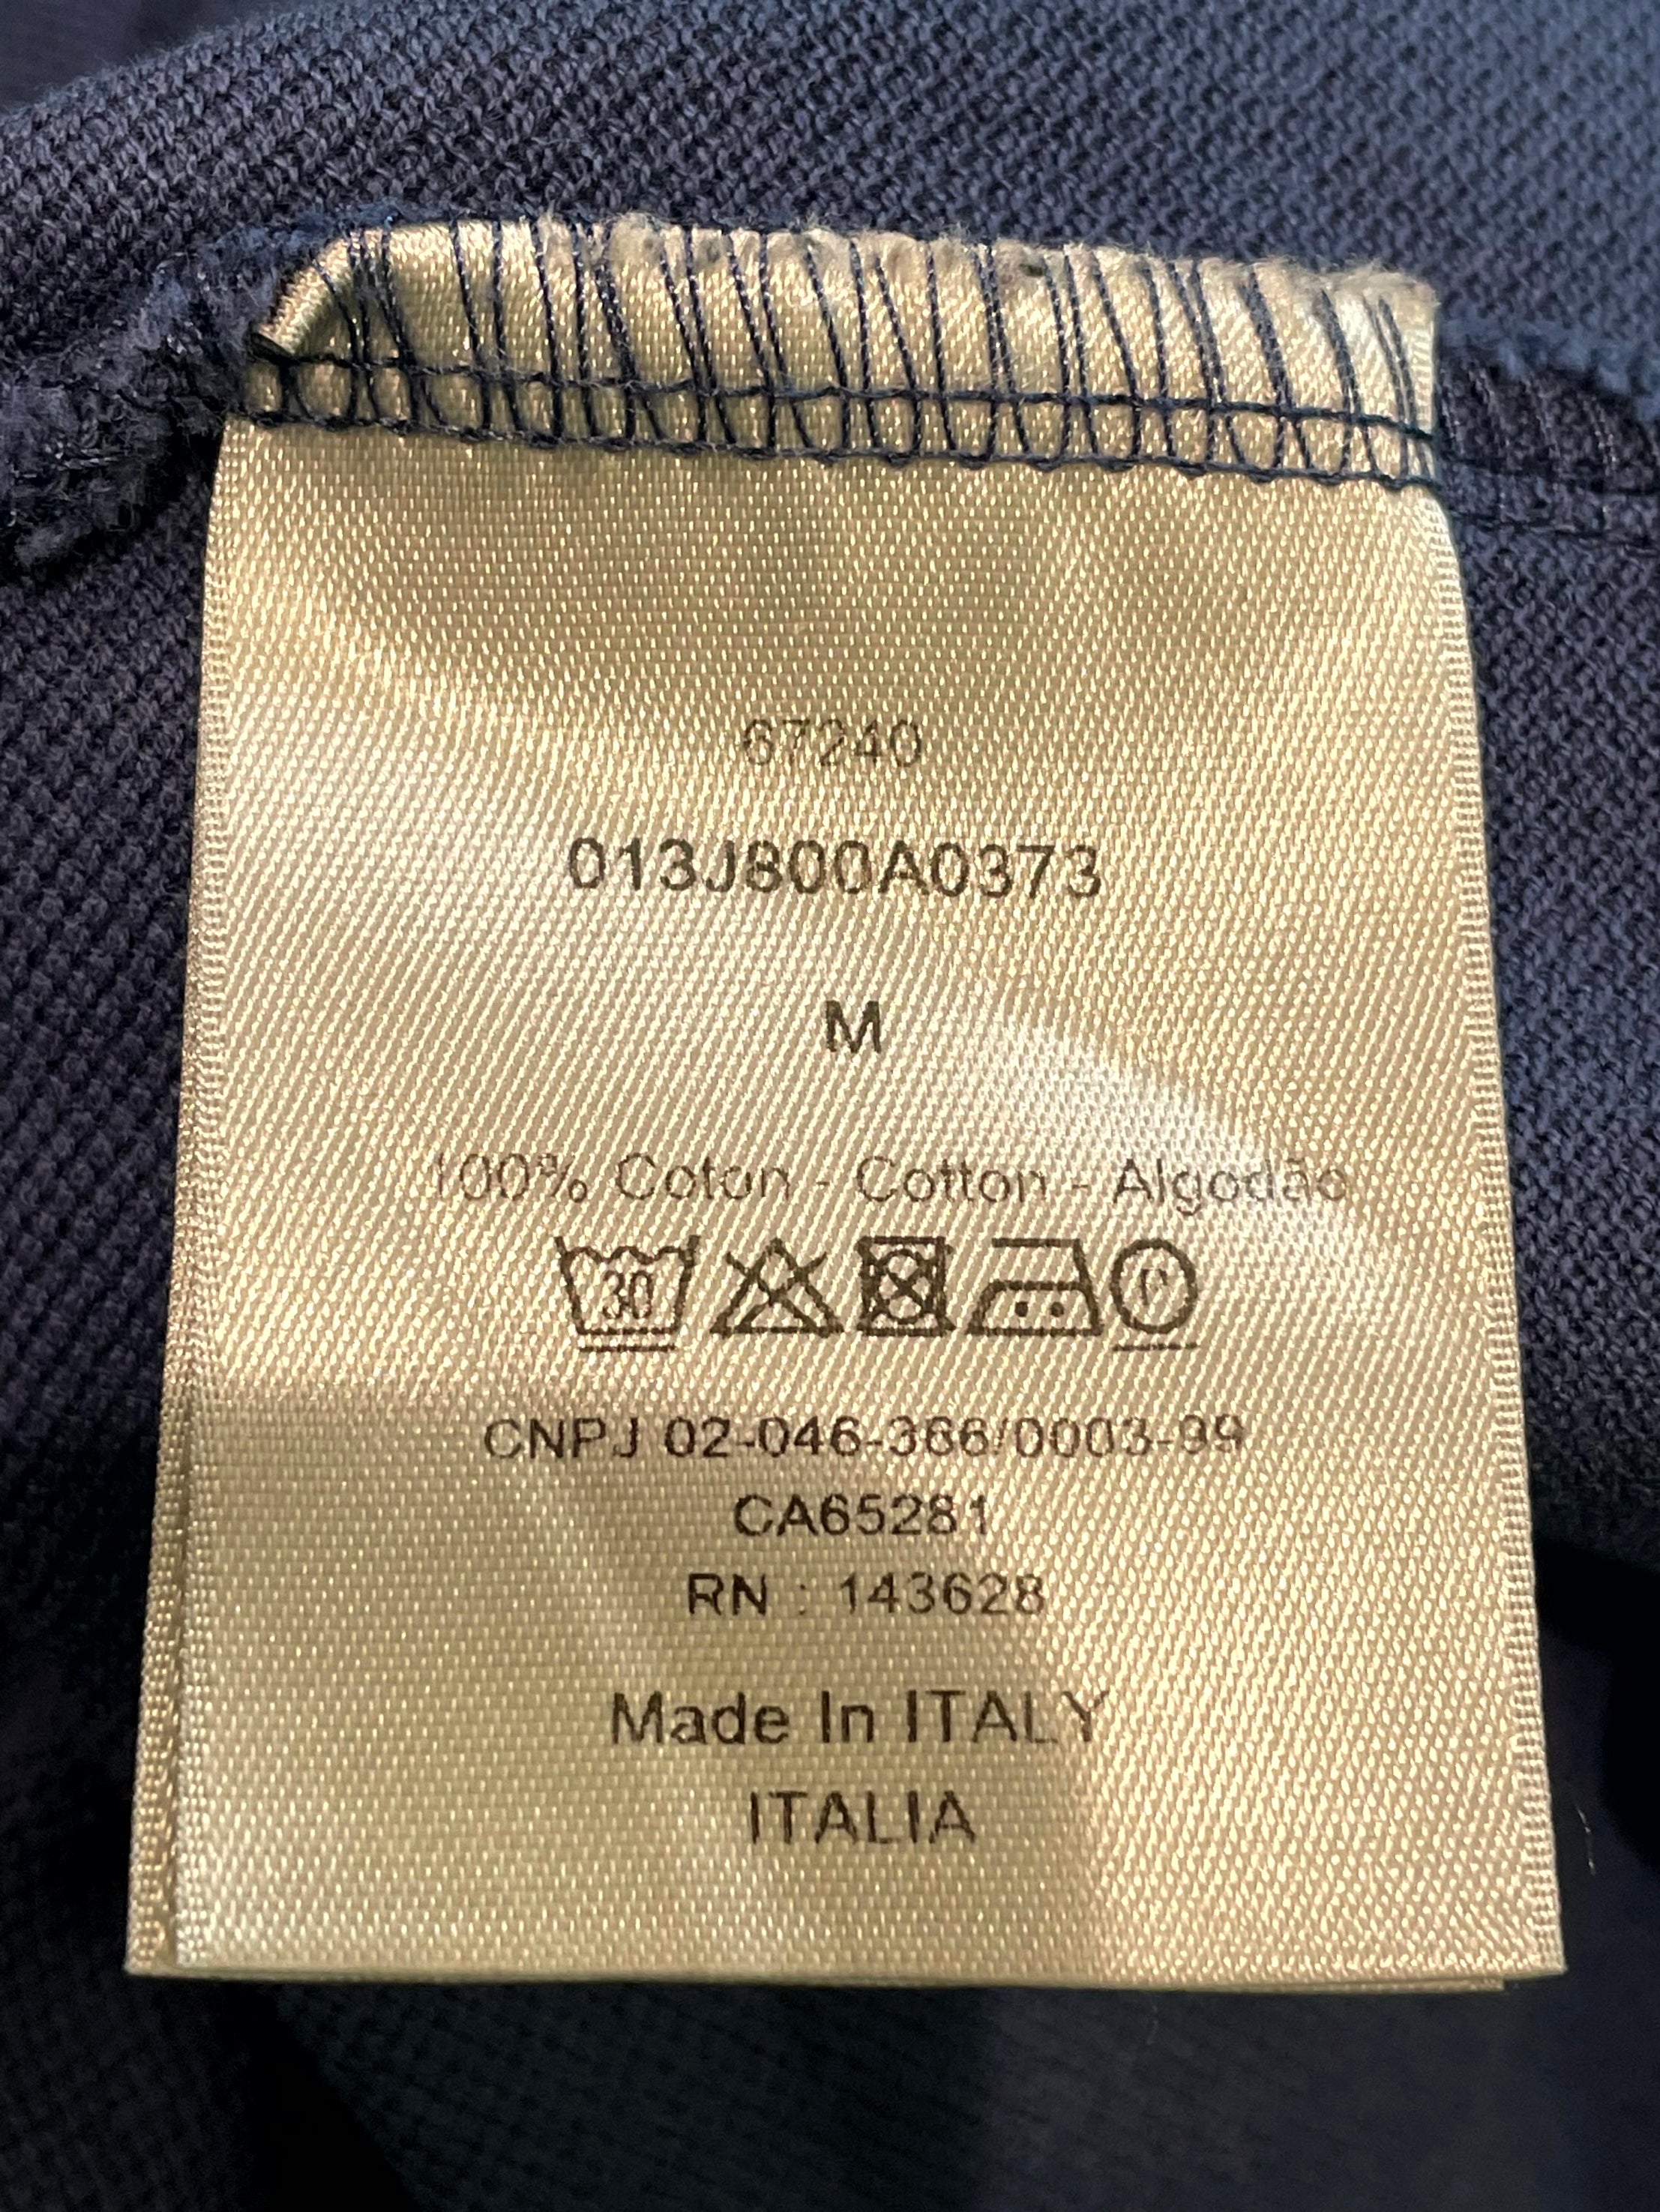 67240
013J800A0373
M
100% Coton - Cotton - Algodão
30 P
CNPJ 02-046-366/0003-99
CA65281
RN : 143628
Made In ITALY
ITALIA